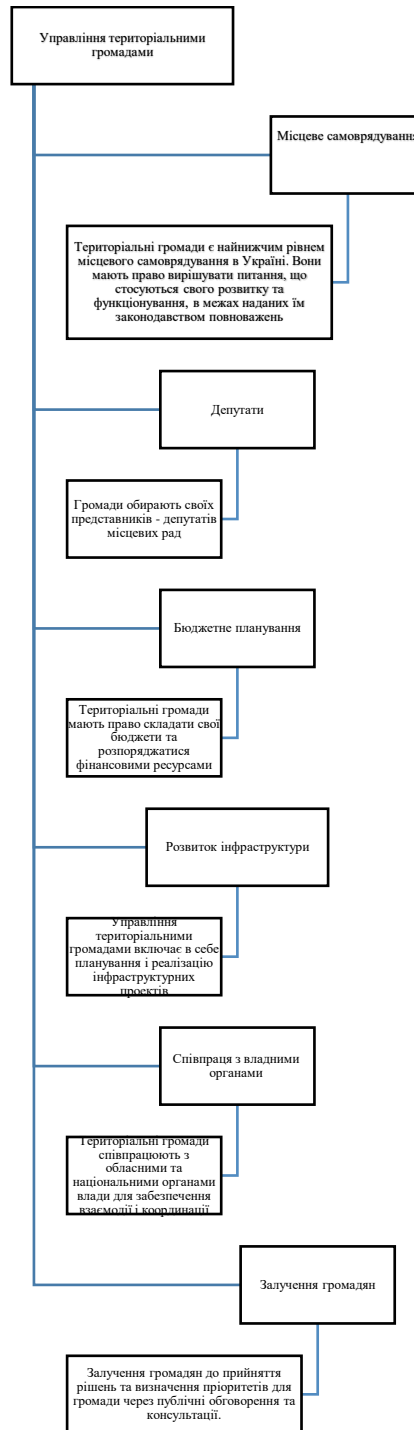 Управління територіальними
громадами
Місцеве самоврядування
Територіальні громади є найнижчим рівнем
місцевого самоврядування в Україні. Вони
мають право вирішувати питання, що
стосуються свого розвитку та
функціонування, в межах наданих їм
законодавством повноважень
Депутати
Громади обирають своїх
представників - депутатів
місцевих рад
Бюджетне планування
Територіальні громади
мають право складати свої
бюджети та
розпоряджатися
фінансовими ресурсами
Розвиток інфраструктури
Управління
територіальними
громадами включає в себе
планування і реалізацію
інфраструктурних
проектів
Співпраця з владними
органами
Територіальні громади
співпрацюють з
обласними та
національними органами
влади для забезпечення
взаємодії і координації
Залучення громадян
Залучення громадян до прийняття
рішень та визначення пріоритетів для
громади через публічні обговорення та
консультації.